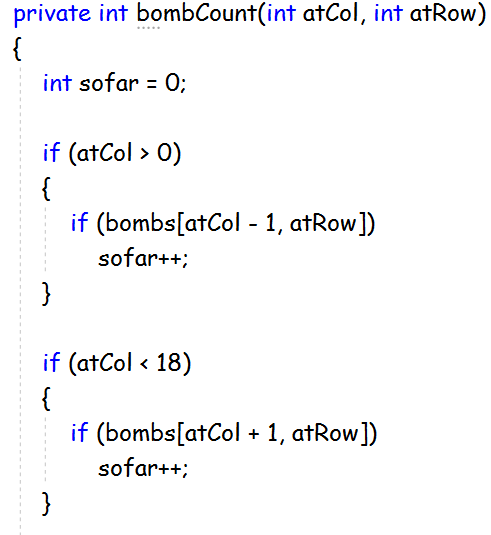 private int bombCount(int atCol, int atRow)
{
int sofar = 0;
if (atCol > 0)
{
if (bombs[atCol - 1, atRow])
sofar++;
}
if (atCol < 18)
{
if (bombs[atCol + 1, atRow])
sofar++;
}